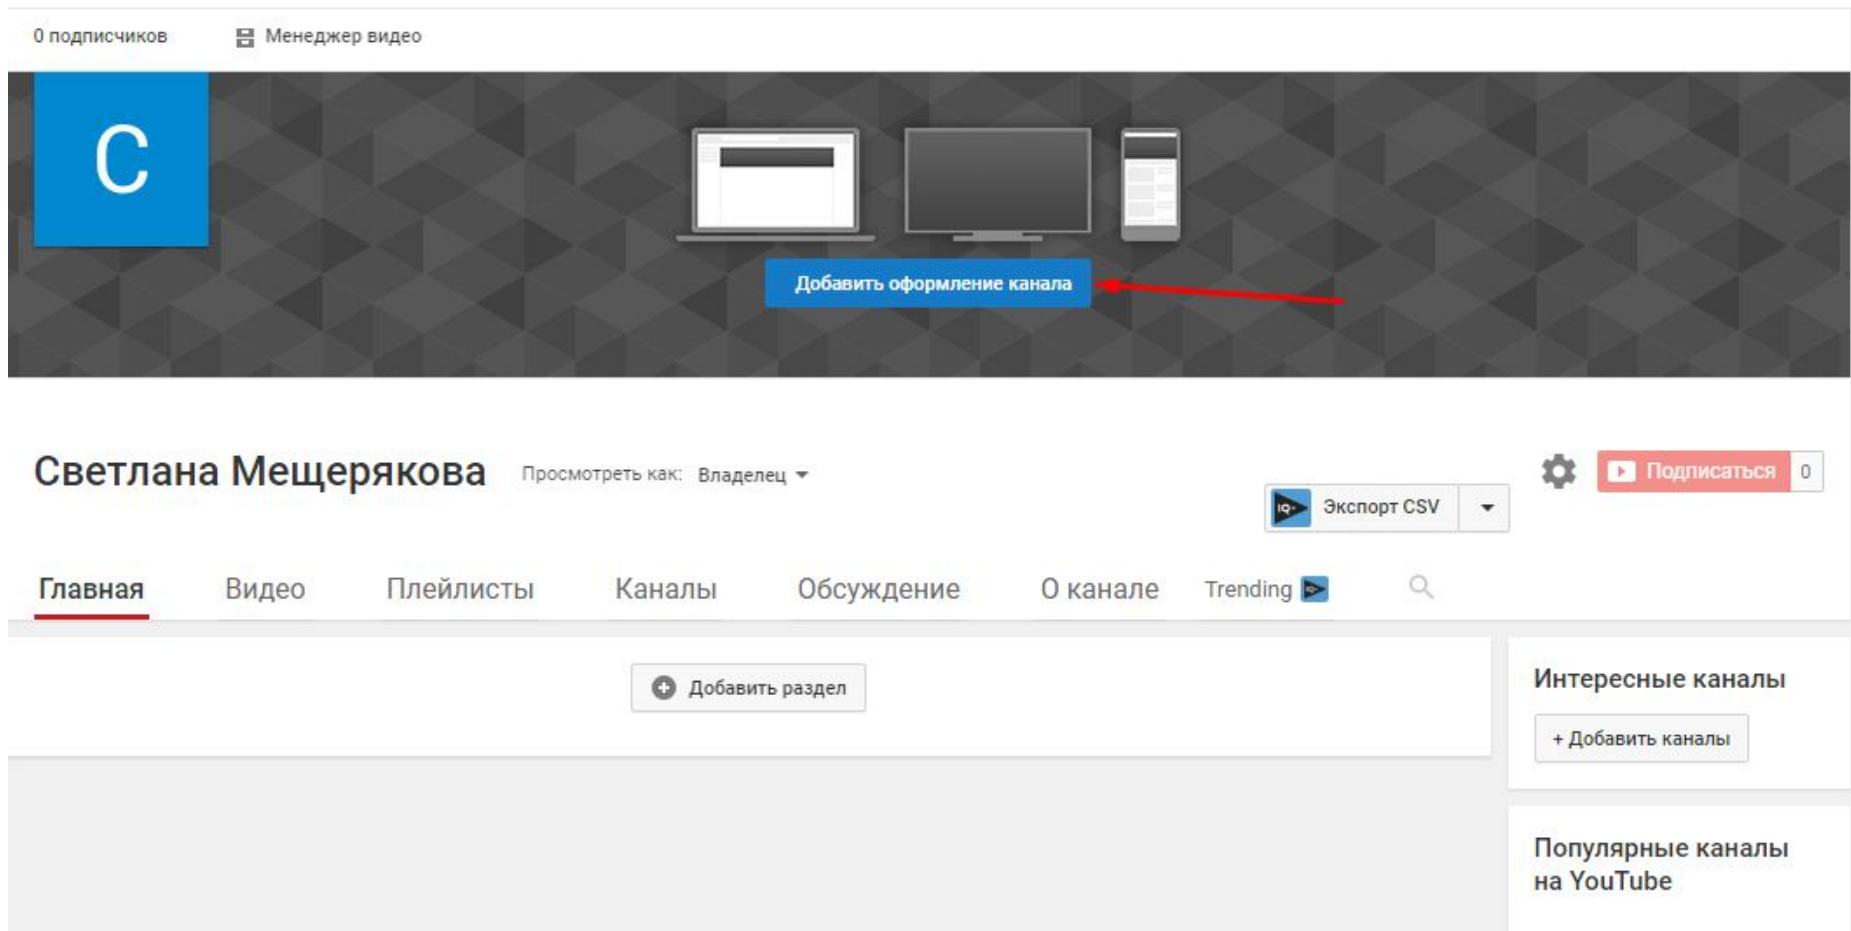 0 подписчиков Менеджер видео
С
Добавить оформление канала
Светлана Мещерякова Просмотреть как: Владелец
Подписаться 0
IQ Экспорт CSV
Главная Видео Плейлисты Каналы Обсуждение О канале Trending
Добавить раздел
Интересные каналы
+ Добавить каналы
Популярные каналы
на YouTube